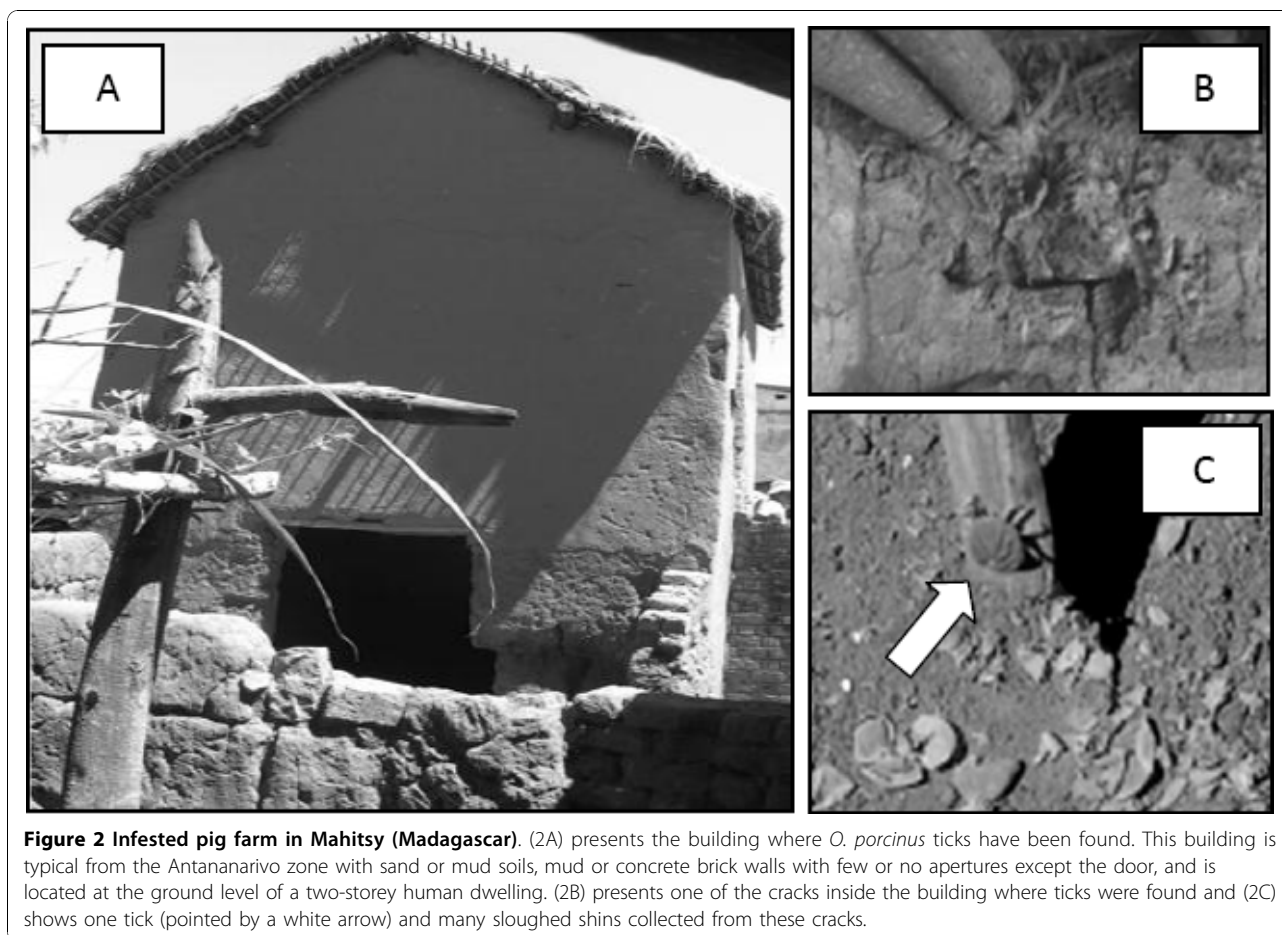 A
B
C
Figure 2 Infested pig farm in Mahitsy (Madagascar). (2A) presents the building where O. porcinus ticks have been found. This building is
typical from the Antananarivo zone with sand or mud soils, mud or concrete brick walls with few or no apertures except the door, and is
located at the ground level of a two-storey human dwelling. (2B) presents one of the cracks inside the building where ticks were found and (2C)
shows one tick (pointed by a white arrow) and many sloughed shins collected from these cracks.